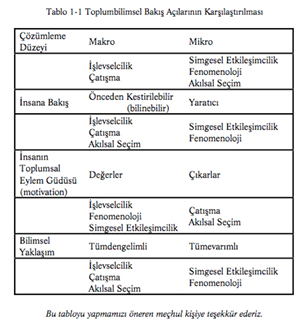 Tablo 1-1 Toplumbilimsel Bakış Açılarının Karşılaştırılması
Çözümleme Düzeyi Makro Mikro
İşlevselcilik Simgesel Etkileşimcilik
Çatışma Fenomenoloji
Akılsal Seçim
İnsana Bakış Önceden Kestirilebilir (bilinebilir) Yaratıcı
İşlevselcilik Simgesel Etkileşimcilik
Çatışma Fenomenoloji
Akılsal Seçim
İnsanın
Toplumsal Değerler Çıkarlar
Eylem Güdüsü
(motivation)
İşlevselcilik Çatışma
Fenomenoloji Akılsal Seçim
Simgesel Etkileşimcilik
Bilimsel Tümdengelimli Tümevarımlı
Yaklaşım
İşlevselcilik Simgesel Etkileşimcilik
Çatışma Fenomenoloji
Akılsal Seçim
Bu tabloyu yapmamızı öneren meçhul kişiye teşekkür ederiz.